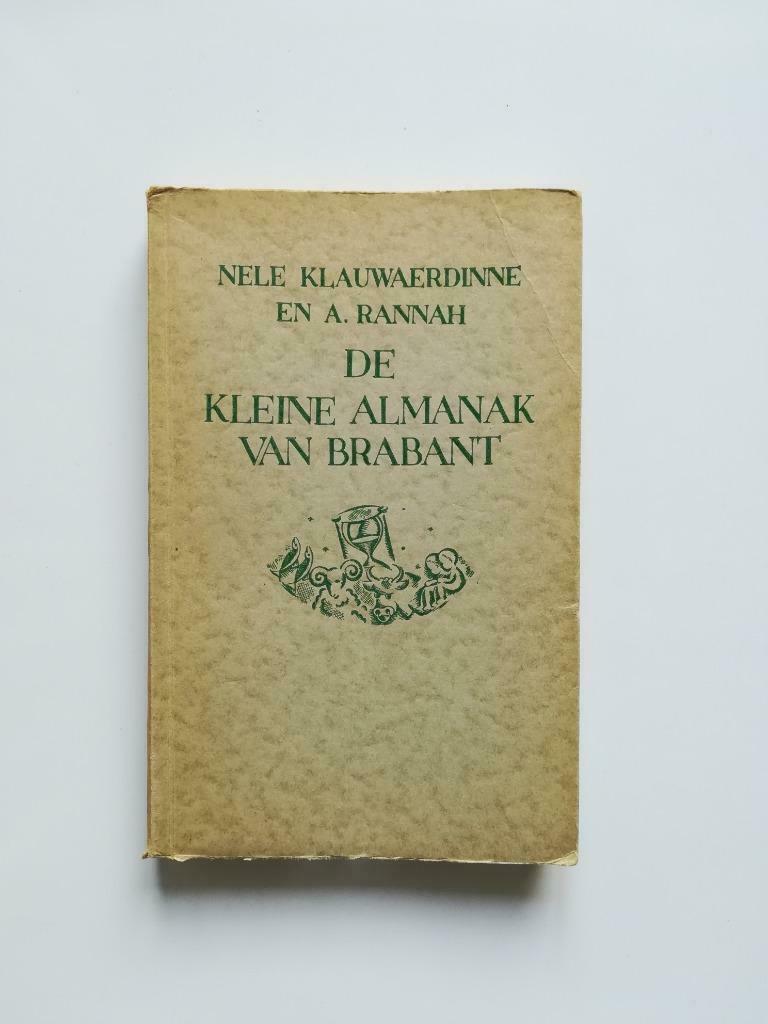 NELE KLAUWAERDINNE
EN A. RANNAH
DE
KLEINE ALMANAK
VAN BRABANT